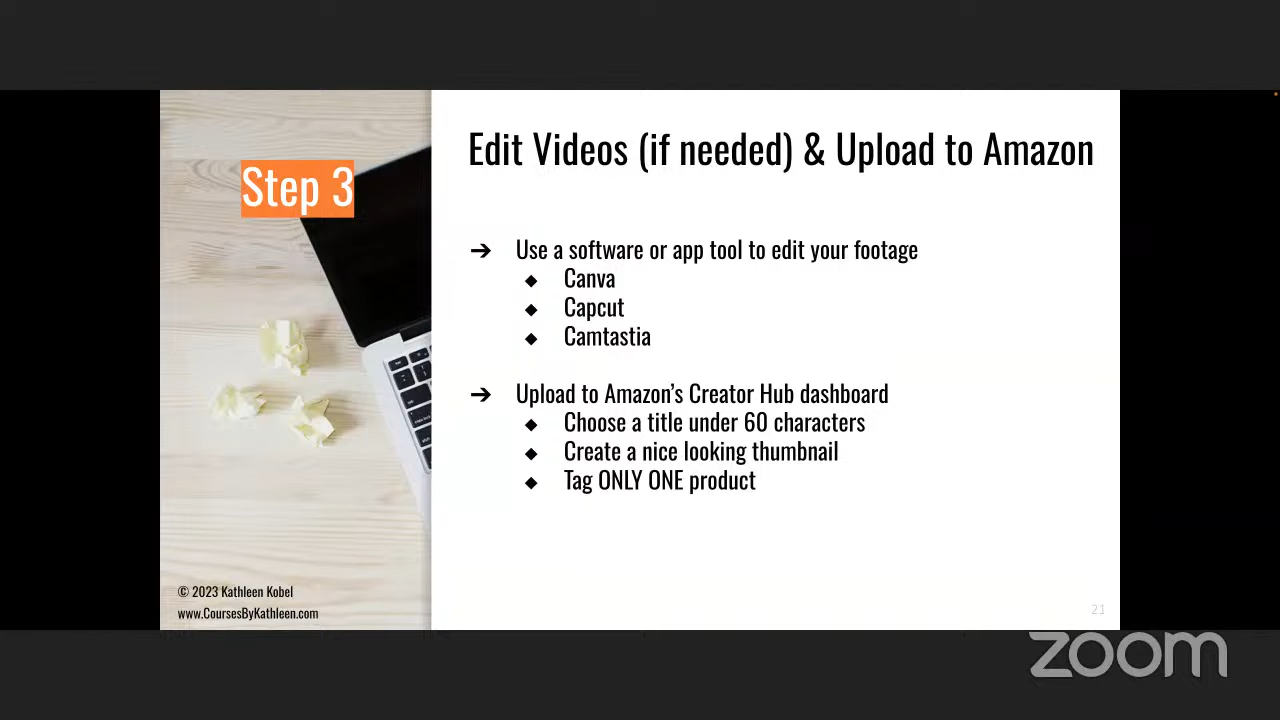 Step 3
Edit Videos (if needed) & Upload to Amazon
➔ Use a software or app tool to edit your footage
◆ Canva
◆ Capcut
◆ Camtastia
➔ Upload to Amazon’s Creator Hub dashboard
◆ Choose a title under 60 characters
◆ Create a nice looking thumbnail
◆ Tag ONLY ONE product
© 2023 Kathleen Kobel
www.CoursesByKathleen.com
21
zoom